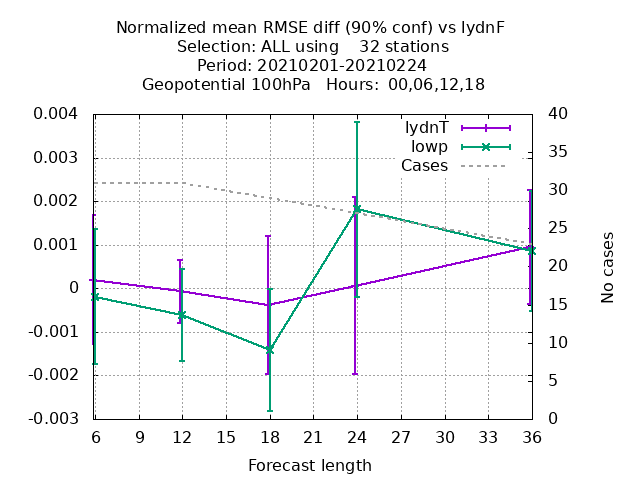 Normalized mean RMSE diff (90% conf) vs lydnF
Selection: ALL using    32 stations
Period: 20210201-20210224
Geopotential 100hPa   Hours:  00,06,12,18
lydnT
lowp
Cases
0.004
0.003
0.002
0.001
0
-0.001
-0.002
-0.003
40
35
30
25
20
15
10
5
0
No cases
6 9 12 15 18 21 24 27 30 33 36
Forecast length